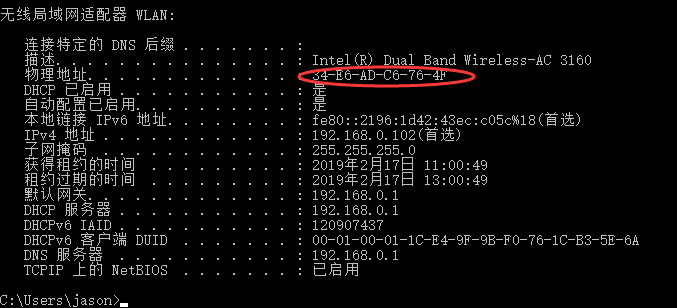 无线局域网适配器 WLAN:
连接特定的 DNS 后缀 . . . . . . . :
描述. . . . . . . . . . . . . . . : Intel(R) Dual Band Wireless-AC 3160
物理地址. . . . . . . . . . . . . : 34-E6-AD-C6-76-4F
DHCP 已启用 . . . . . . . . . . . : 是
自动配置已启用. . . . . . . . . . : 是
本地链接 IPv6 地址. . . . . . . . : fe80::2196:1d42:43ec:c05c%18(首选)
IPv4 地址 . . . . . . . . . . . . : 192.168.0.102(首选)
子网掩码 . . . . . . . . . . . . : 255.255.255.0
获得租约的时间 . . . . . . . . . : 2019年2月17日 11:00:49
租约过期的时间 . . . . . . . . . : 2019年2月17日 13:00:49
默认网关. . . . . . . . . . . . . : 192.168.0.1
DHCP 服务器 . . . . . . . . . . . : 192.168.0.1
DHCPv6 IAID . . . . . . . . . . . : 120907437
DHCPv6 客户端 DUID . . . . . . . : 00-01-00-01-1C-E4-9F-9B-F0-76-1C-B3-5E-6A
DNS 服务器 . . . . . . . . . . . : 192.168.0.1
TCPIP 上的 NetBIOS . . . . . . . : 已启用
C:\Users\jason>